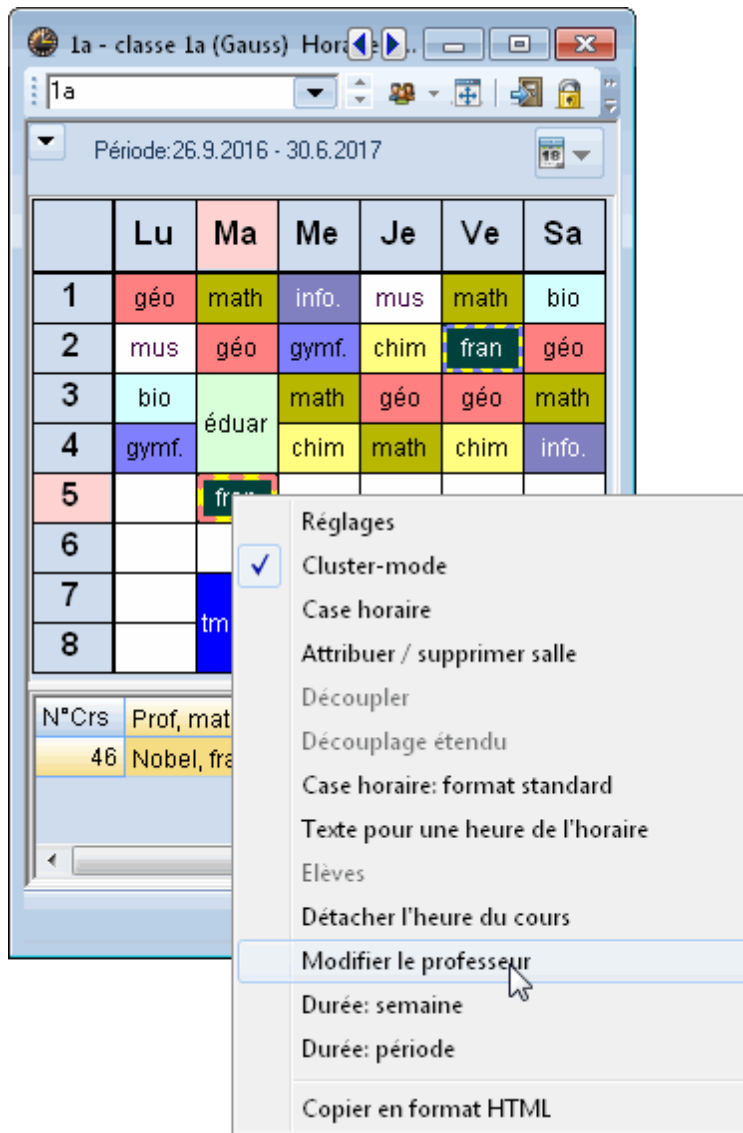 1a - classe 1a (Gauss) Hora
1a
Période:26.9.2016 - 30.6.2017
18
Lu Ma Me Je Ve Sa
1 géo math info. mus math bio
2 mus géo gymf. chim fran géo
3 bio éduar math géo géo math
4 gymf. chim math chim info.
5
6
7 tm
8
N°Crs Prof, mat
46 Nobel, fra
Réglages
Cluster-mode
Case horaire
Attribuer / supprimer salle
Découpler
Découplage étendu
Case horaire: format standard
Texte pour une heure de l'horaire
Elèves
Détacher l'heure du cours
Modifier le professeur
Durée: semaine
Durée: période
Copier en format HTML